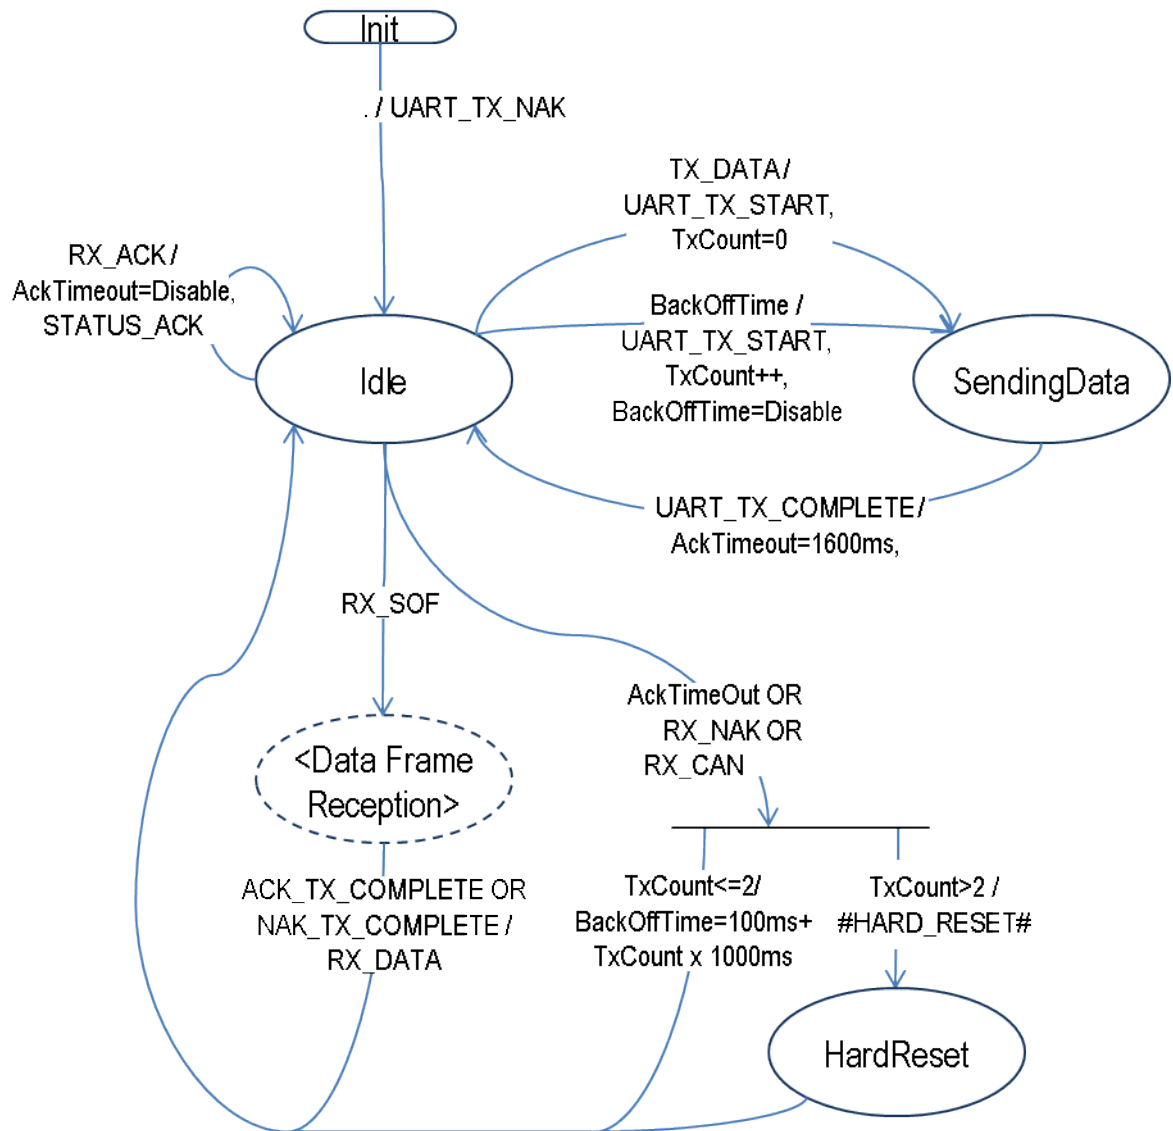 Init
. / UART_TX_NAK
TX_DATA /
UART_TX_START,
TxCount=0
RX_ACK /
AckTimeout=Disable,
STATUS_ACK
BackOffTime /
UART_TX_START,
TxCount++,
BackOffTime=Disable
Idle
SendingData
UART_TX_COMPLETE /
AckTimeout=1600ms,
RX_SOF
AckTimeOut OR
RX_NAK OR
RX_CAN
<Data Frame
Reception>
ACK_TX_COMPLETE OR
NAK_TX_COMPLETE /
RX_DATA
TxCount<=2/
BackOffTime=100ms+
TxCount x 1000ms
TxCount>2 /
#HARD_RESET#
HardReset